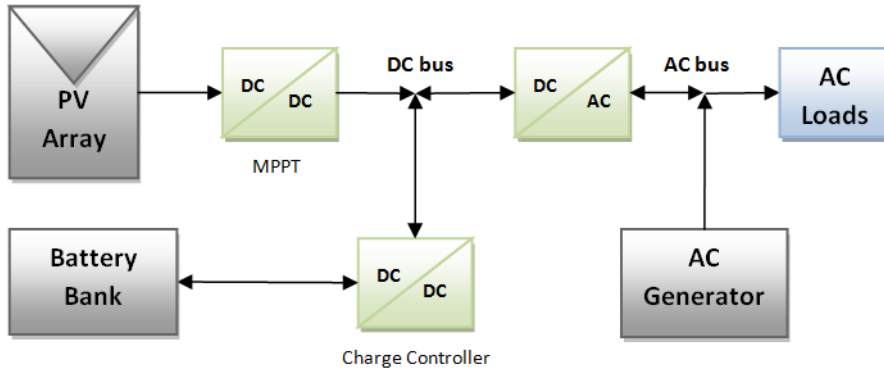 PV
Array
DC
DC
MPPT
DC bus
DC
AC
AC bus
AC
Loads
Battery
Bank
DC
DC
Charge Controller
AC
Generator